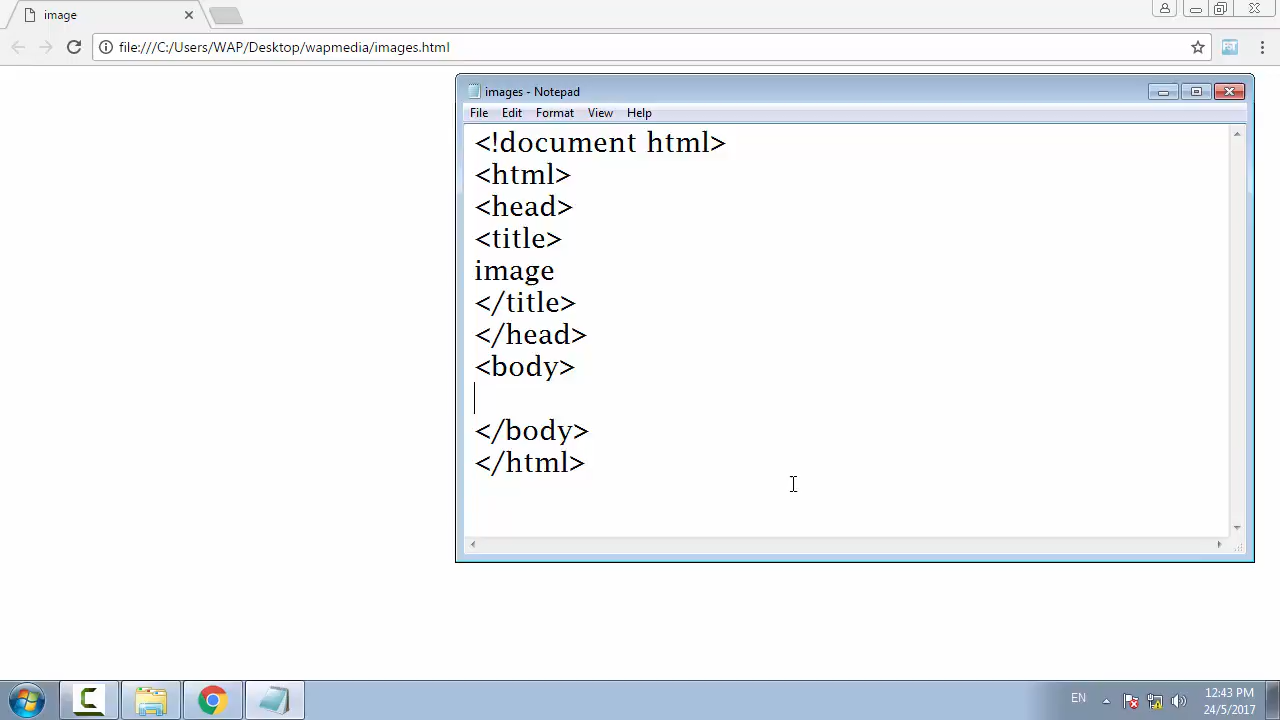 image
file:///C:/Users/WAP/Desktop/wapmedia/images.html
images - Notepad
File Edit Format View Help
<!document html>
<html>
<head>
<title>
image
</title>
</head>
<body>
</body>
</html>
EN
12:43 PM
24/5/2017